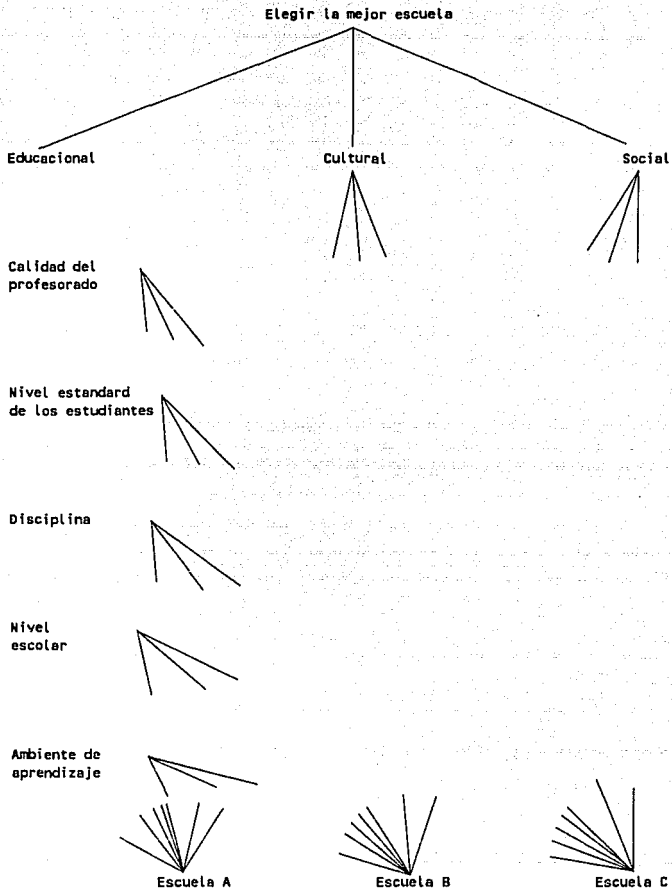 Elegir la mejor escuela
Educacional
Cultural
Social
Calidad del
profesorado
Nivel estandard
de los estudiantes
Disciplina
Nivel
escolar
Ambiente de
aprendizaje
Escuela A
Escuela B
Escuela C